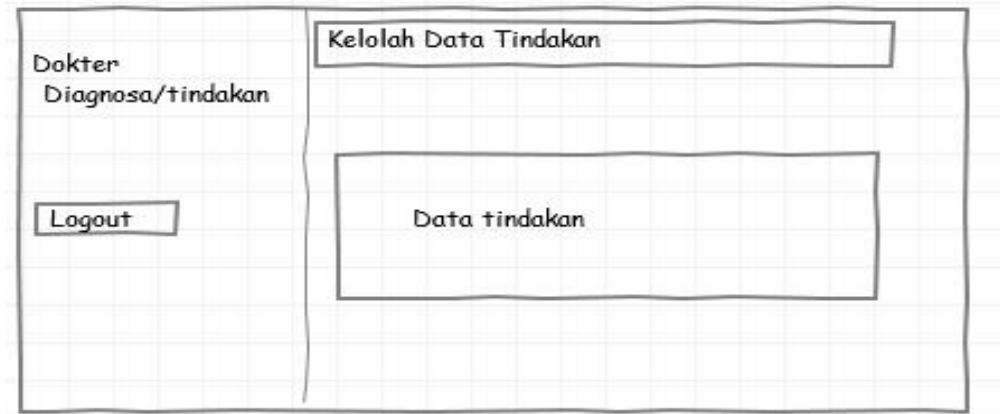 Dokter
Diagnosa/tindakan
Logout
Kelolah Data Tindakan
Data tindakan